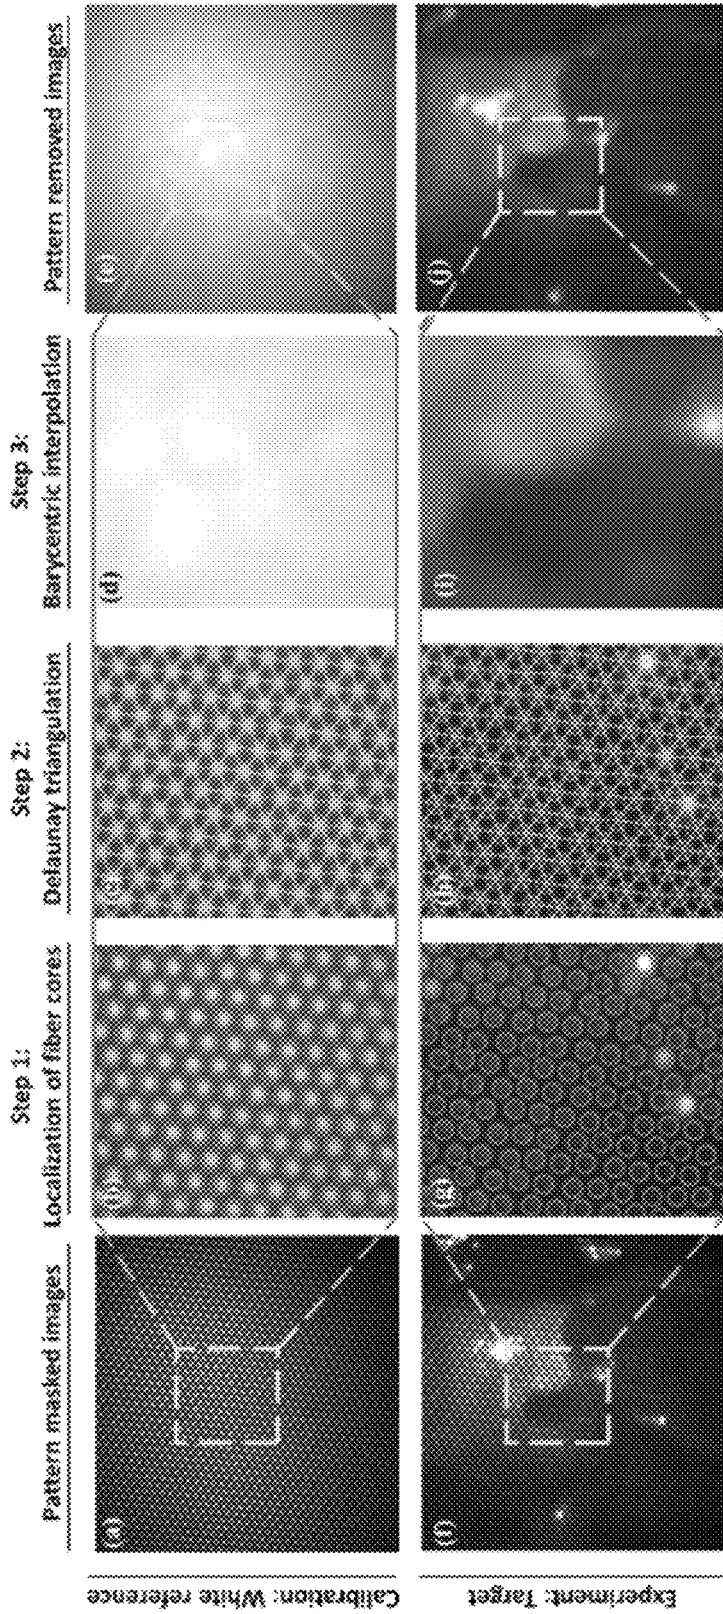 Pattern masked images
Step 1:
Localization of fiber cores
Step 2:
Delaunay triangulation
Step 3:
Barycentric interpolation
Pattern removed images
Calibration: White reference
(a)
(b)
(c)
(d)
(e)
Experiment: Target
(f)
(g)
(h)
(i)
(j)